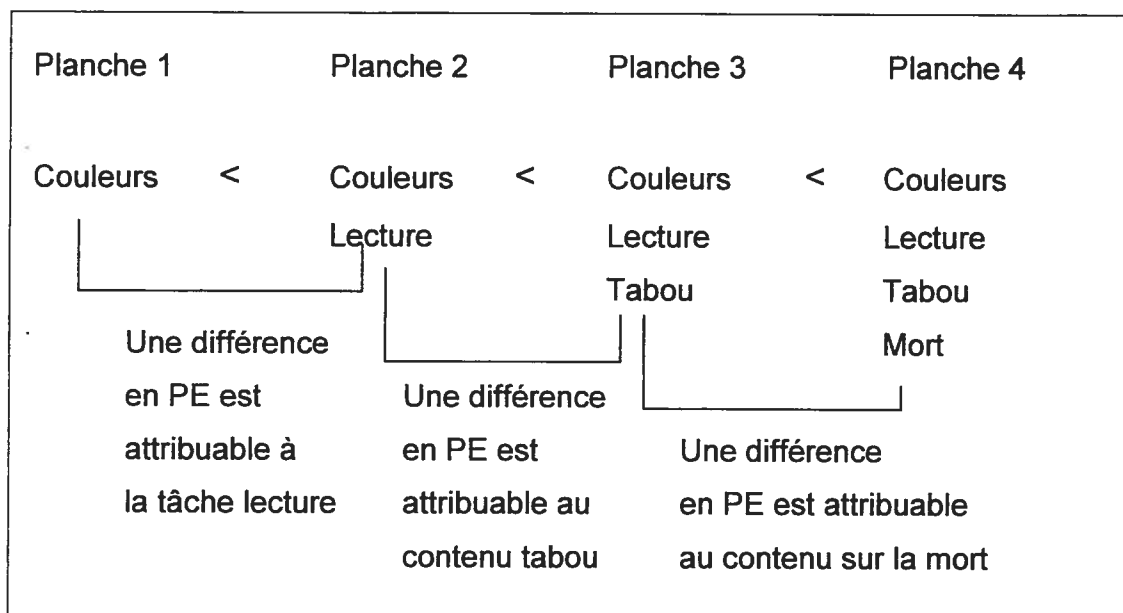 Planche 1 Planche 2 Planche 3 Planche 4
Couleurs < Couleurs < Couleurs < Couleurs
Lecture Lecture Lecture
Tabou Tabou
Mort
Une différence
en PE est
attribuable à
la tâche lecture
Une différence
en PE est
attribuable au
contenu tabou
Une différence
en PE est attribuable
au contenu sur la mort